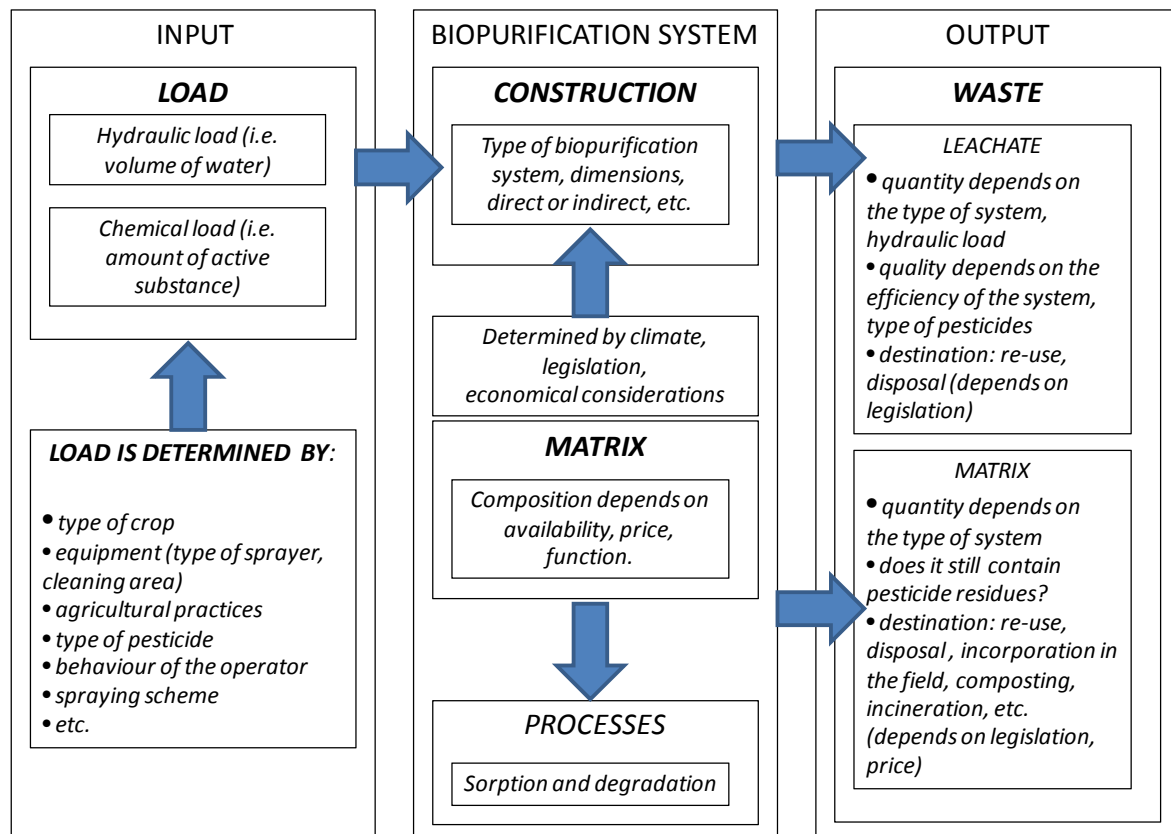 INPUT
LOAD
Hydraulic load (i.e.
volume of water)
Chemical load (i.e.
amount of active
substance)
LOAD IS DETERMINED BY:
• type of crop
• equipment (type of sprayer,
cleaning area)
• agricultural practices
• type of pesticide
• behaviour of the operator
• spraying scheme
• etc.
BIOPURIFICATION SYSTEM
CONSTRUCTION
Type of biopurification
system, dimensions,
direct or indirect, etc.
Determined by climate,
legislation,
economical considerations
MATRIX
Composition depends on
availability, price,
function.
PROCESSES
Sorption and degradation
OUTPUT
WASTE
LEACHATE
• quantity depends on
the type of system,
hydraulic load
• quality depends on the
efficiency of the system,
type of pesticides
• destination: re-use,
disposal (depends on
legislation)
MATRIX
• quantity depends on
the type of system
• does it still contain
pesticide residues?
• destination: re-use,
disposal , incorporation in
the field, composting,
incineration, etc.
(depends on legislation,
price)